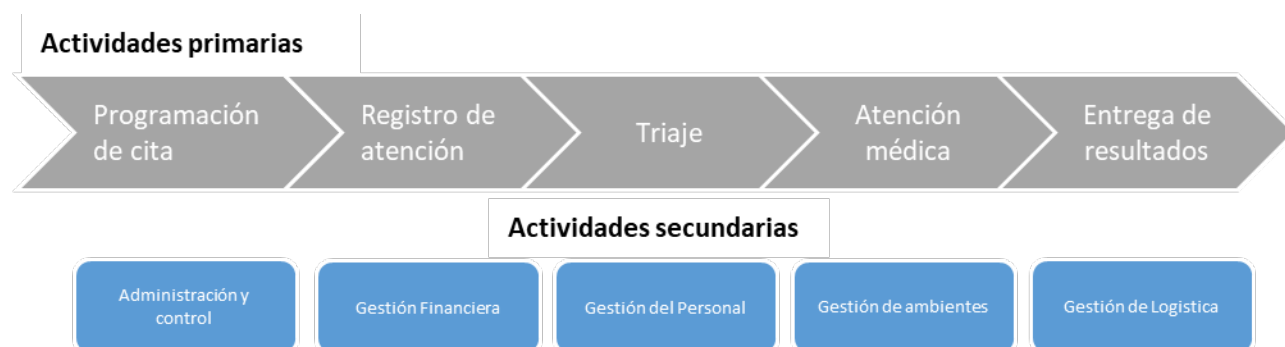 Actividades primarias
Programación
de cita
Registro de
atención
Triaje
Atención
médica
Entrega de
resultados
Actividades secundarias
Administración y
control
Gestión Financiera
Gestión del Personal
Gestión de ambientes
Gestión de Logistica